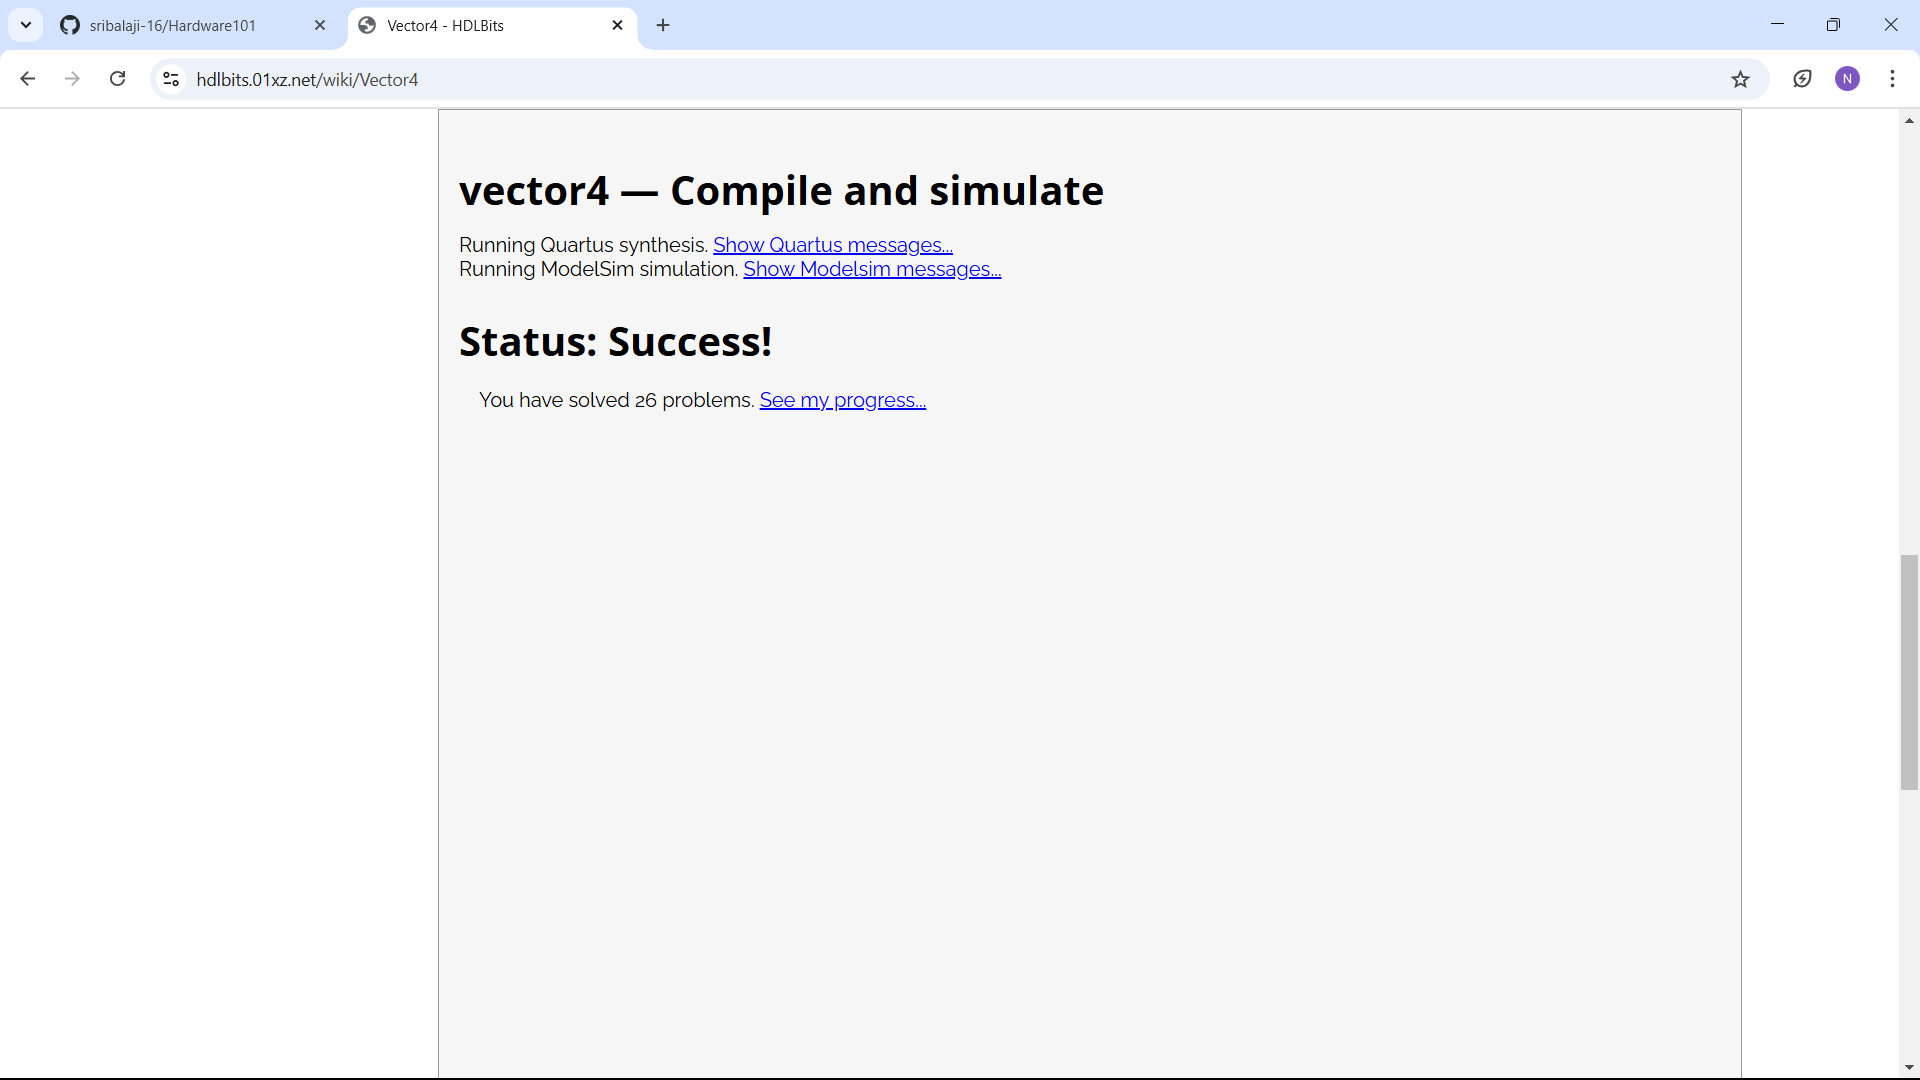 sribalaji-16/Hardware101
Vector4 - HDLBits
hdlbits.01xz.net/wiki/Vector4
N
vector4 — Compile and simulate
Running Quartus synthesis. Show Quartus messages...
Running ModelSim simulation. Show Modelsim messages...
Status: Success!
You have solved 26 problems. See my progress...